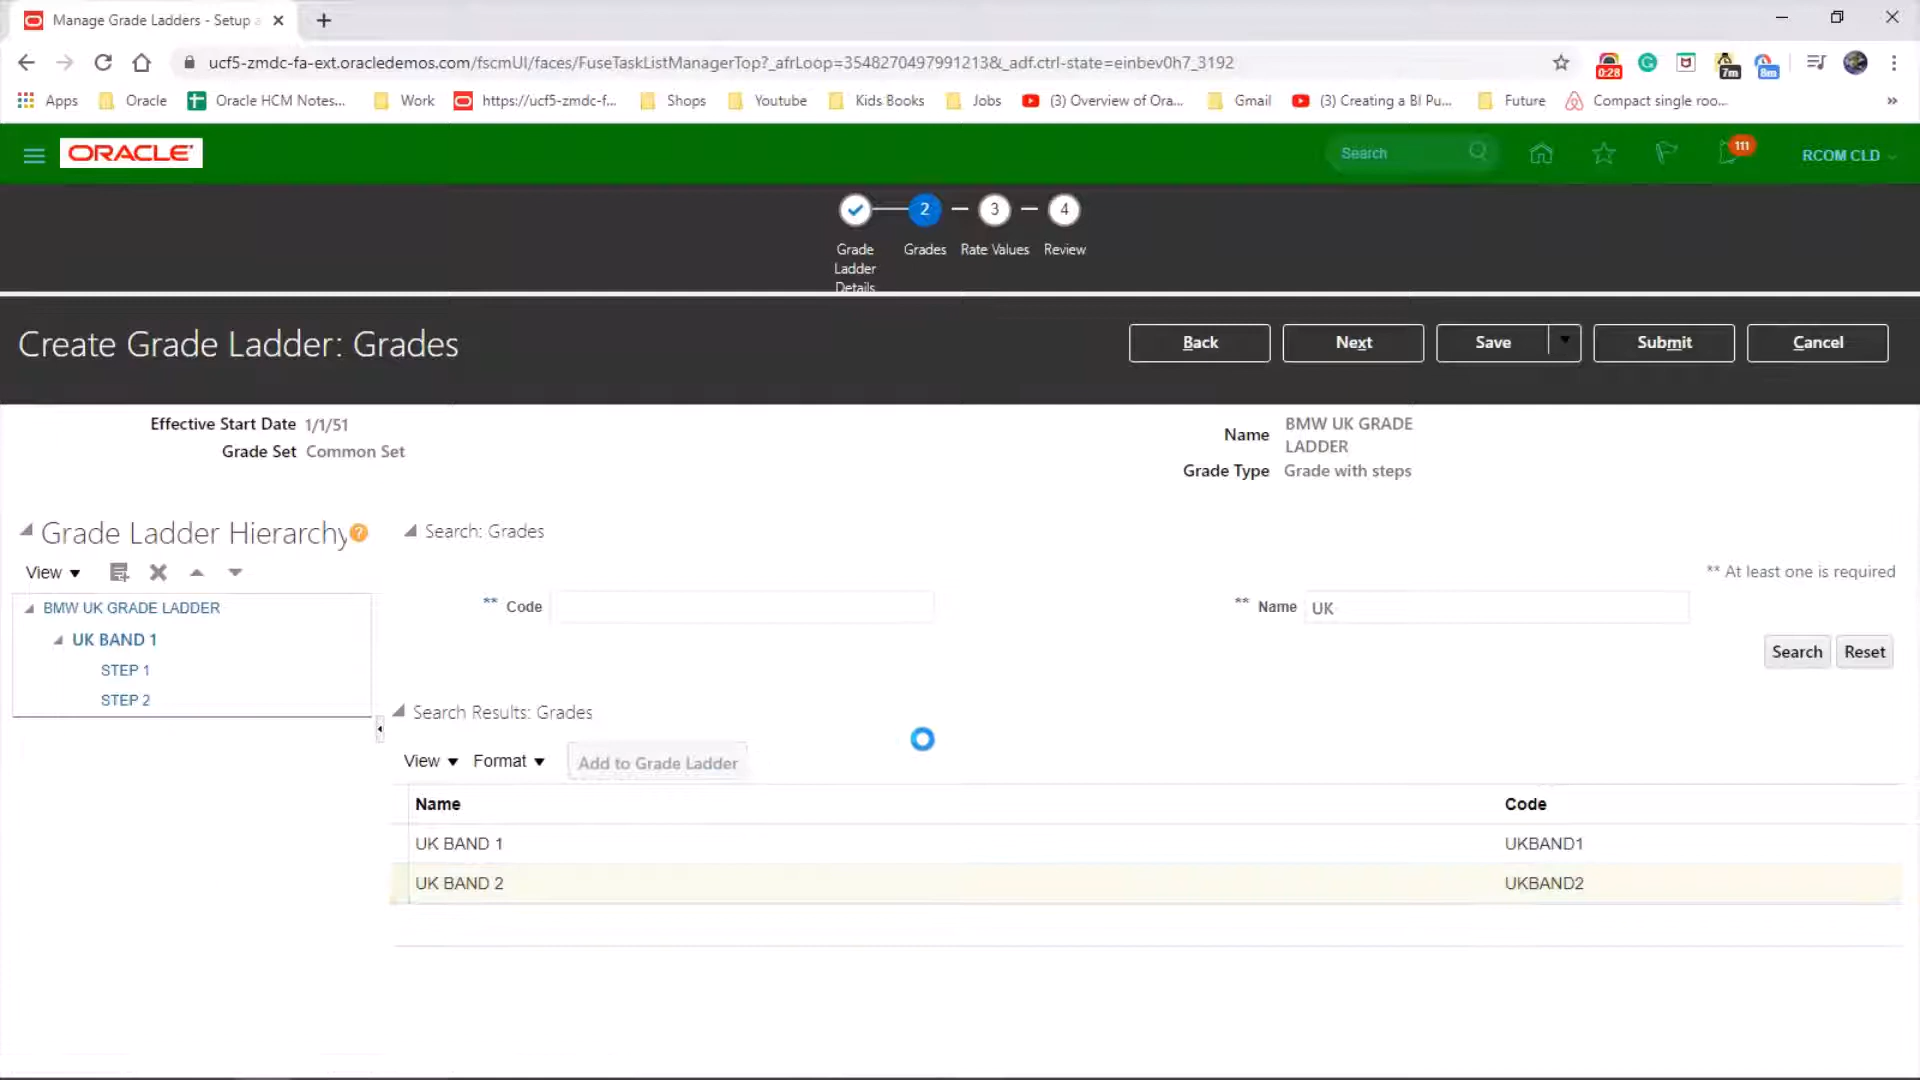 Manage Grade Ladders - Setup a
ucf5-zmdc-fa-ext.oracledemos.com/fscmUI/faces/FuseTaskListManagerTop?_afrLoop=35482704979912136&_adf.ctrl-state=einbev0h7_3192
0:28
7m
8m
Apps
Oracle
Oracle HCM Notes...
Work
https://ucf5-zmdc-f...
Shops
Youtube
Kids Books
Jobs
(3) Overview of Ora...
Gmail
(3) Creating a BI Pu...
Future
Compact single roo...
»
ORACLE
Search
111
RCOM CLD
2
3
4
Grade Ladder Details
Grades
Rate Values
Review
Create Grade Ladder: Grades
Back
Next
Save
Submit
Cancel
Effective Start Date 1/1/51
Grade Set Common Set
Name BMW UK GRADE LADDER
Grade Type Grade with steps
Grade Ladder Hierarchy
View
BMW UK GRADE LADDER
UK BAND 1
STEP 1
STEP 2
Search: Grades
** At least one is required
** Code
** Name UK
Search
Reset
Search Results: Grades
View
Format
Add to Grade Ladder
Name Code
UK BAND 1 UKBAND1
UK BAND 2 UKBAND2